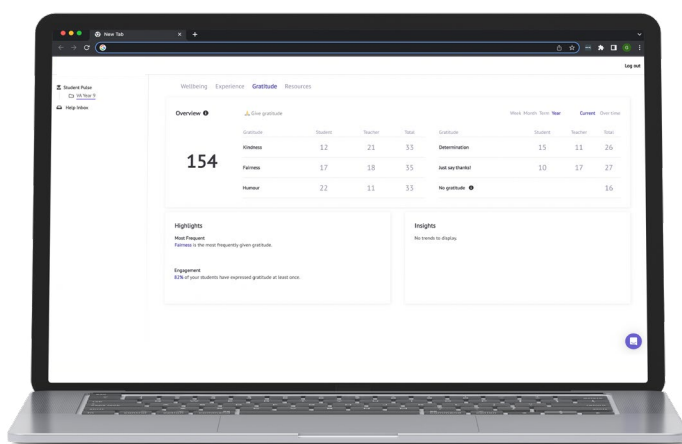 New Tab
Log out
Student Pulse
VA Year 9
Help Inbox
Wellbeing Experience Gratitude Resources
Overview
Give gratitude
Week Month Term Year
Current Over time
Gratitude Student Teacher Total
Gratitude Student Teacher Total
154
Kindness 12 21 33
Determination 15 11 26
Fairness 17 18 35
Just say thanks! 10 17 27
Humour 22 11 33
No gratitude 16
Highlights
Most Frequent
Fairness is the most frequently given gratitude.
Engagement
82% of your students have expressed gratitude at least once.
Insights
No trends to display.